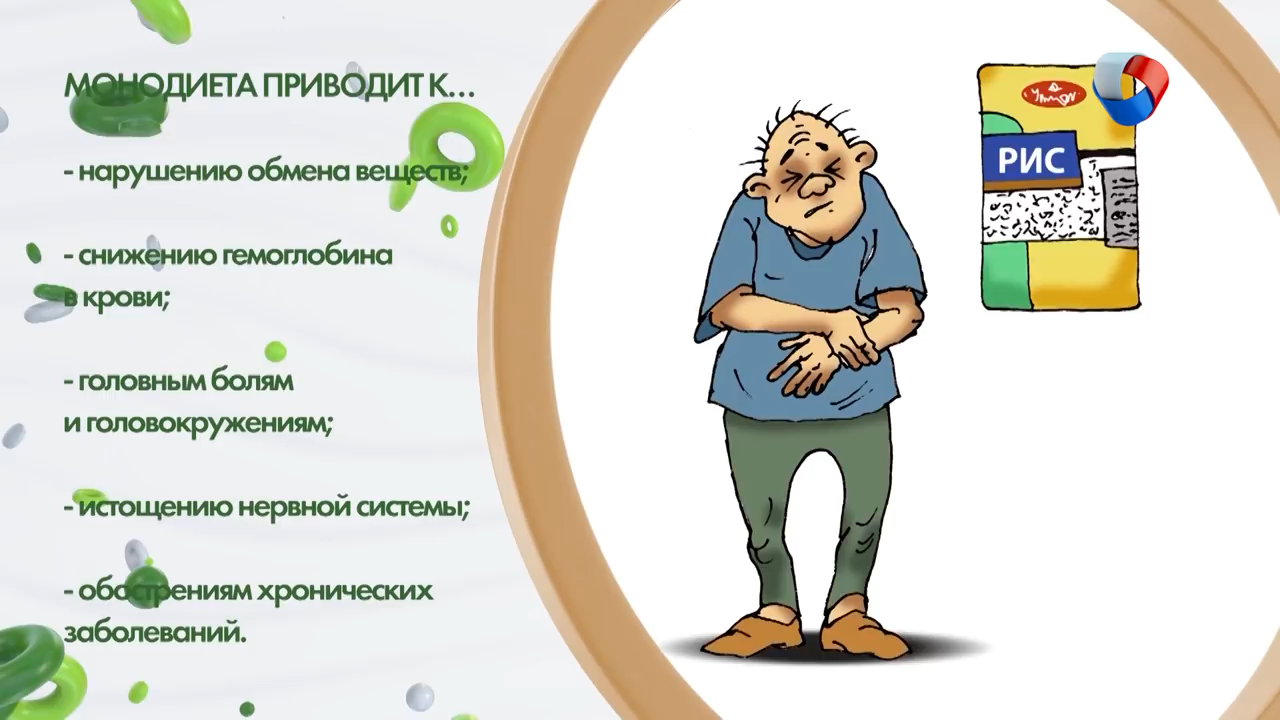 МОНОДИЕТА ПРИВОДИТ К...
- нарушению обмена веществ;
- снижению гемоглобина
в крови;
- головным болям
и головокружениям;
- истощению нервной системы;
- обострениям хронических
заболеваний.
РИС